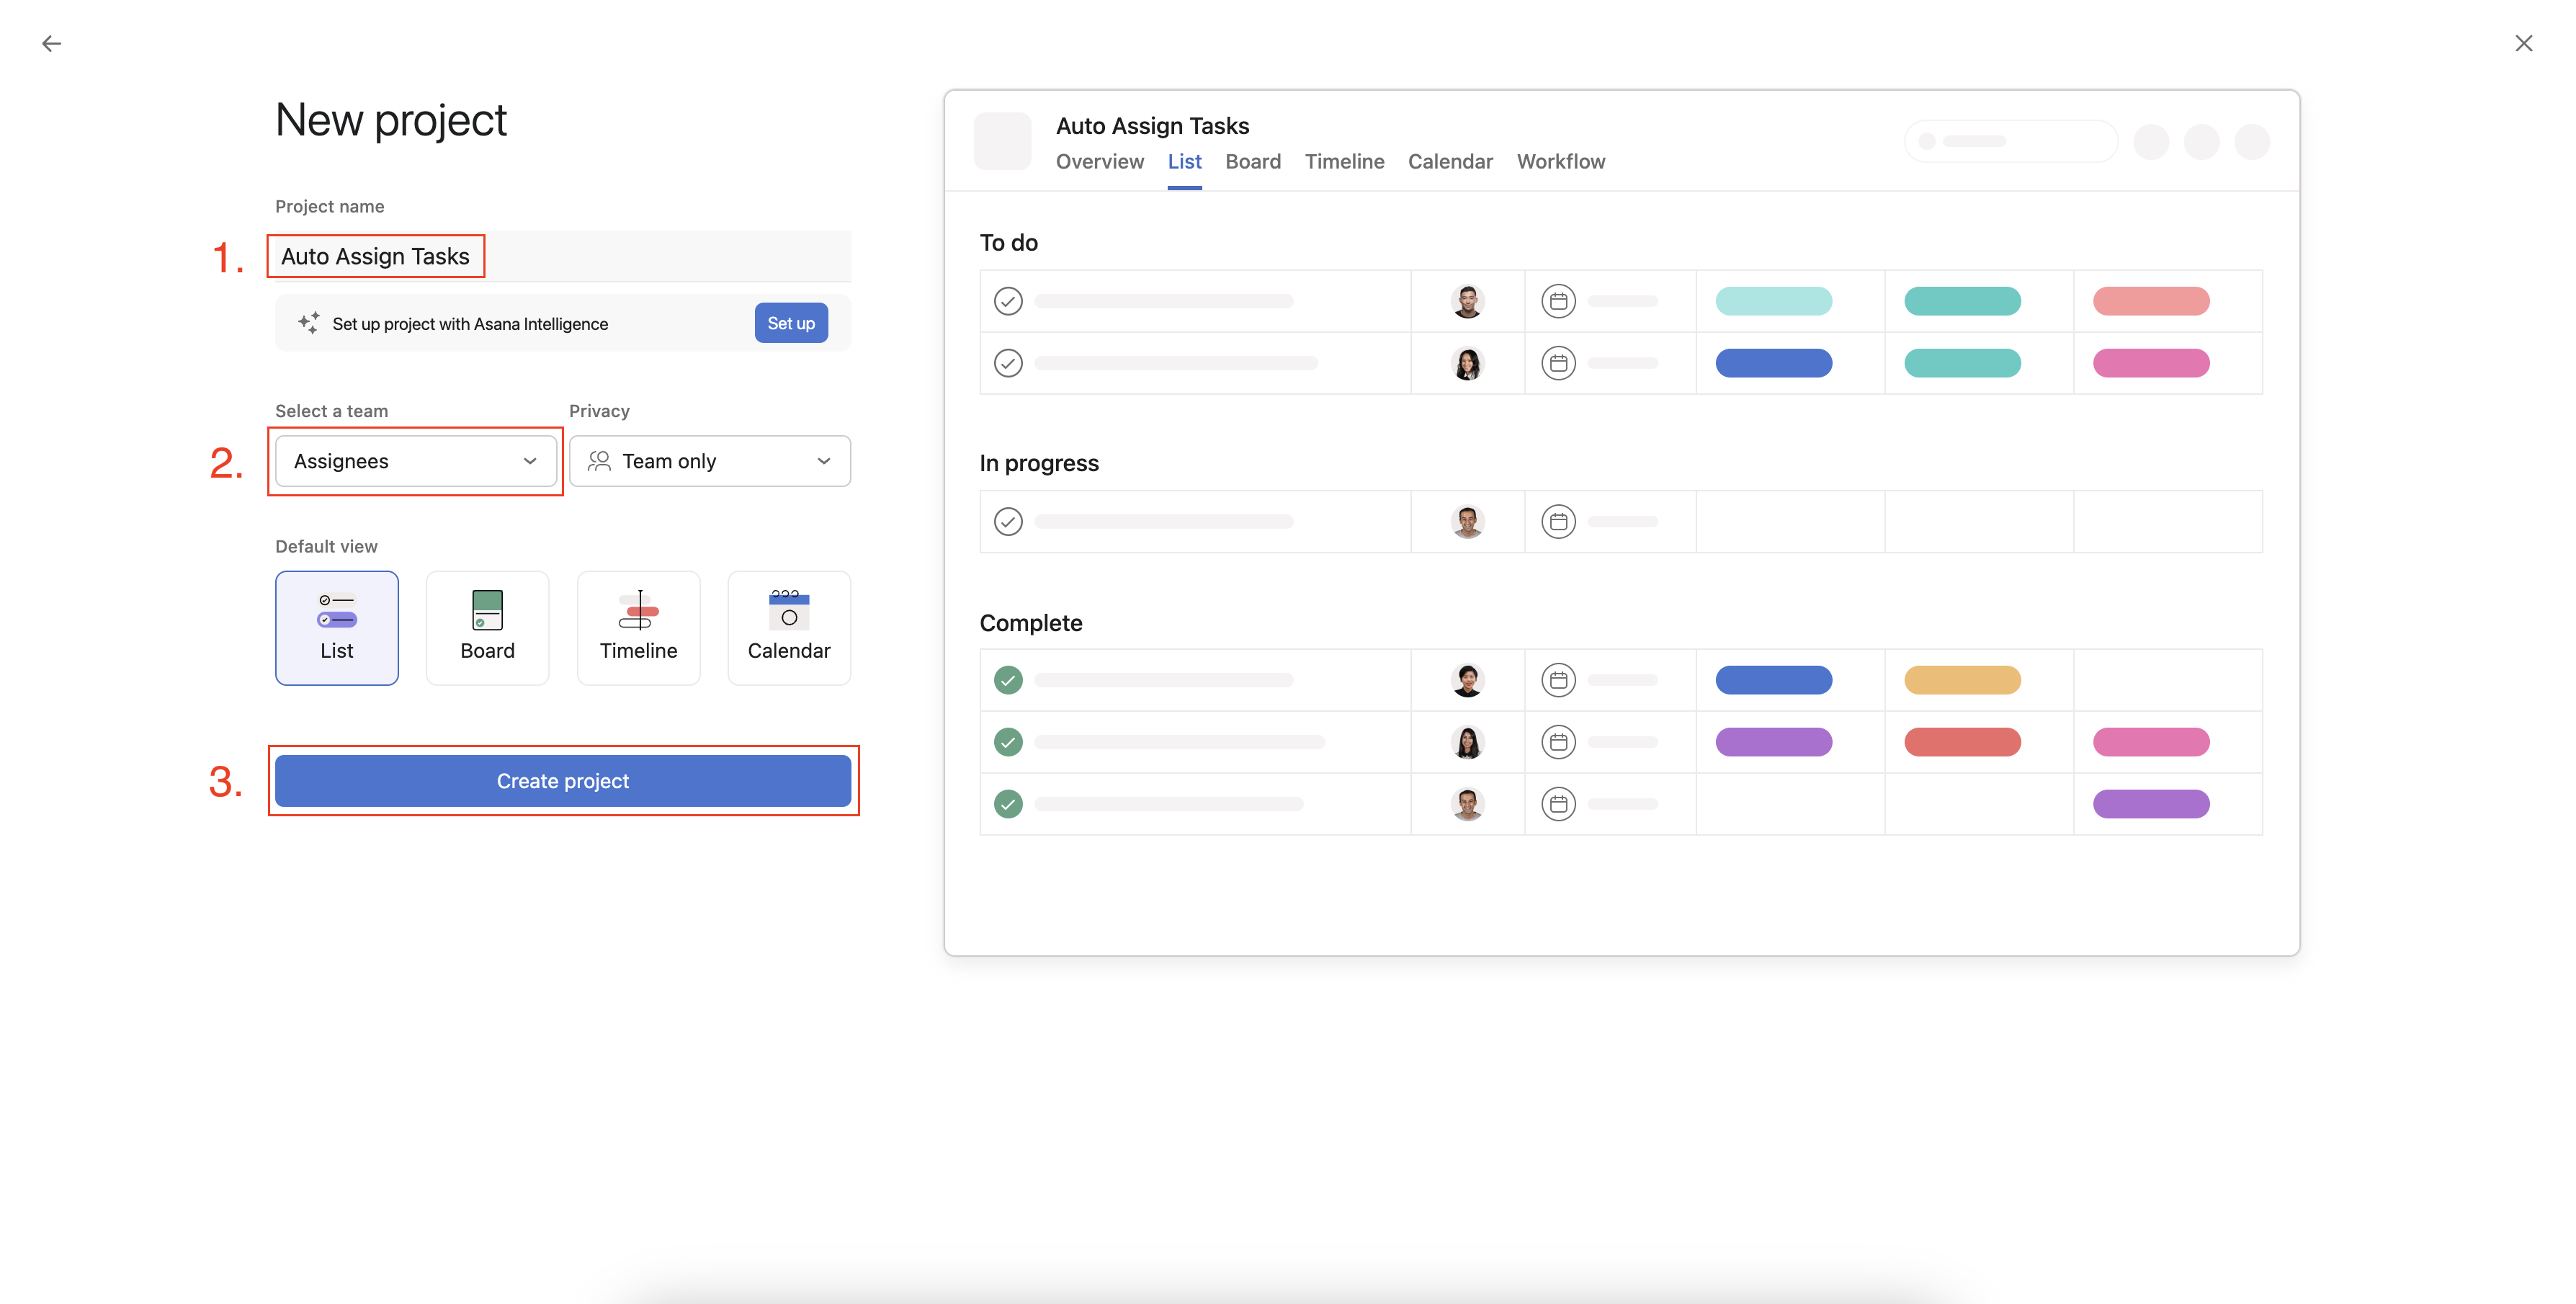 New project
Project name
1.
Auto Assign Tasks
Set up project with Asana Intelligence
Set up
Select a team
Privacy
2.
Assignees
Team only
Default view
List
Board
Timeline
Calendar
3.
Create project
Auto Assign Tasks
Overview List Board Timeline Calendar Workflow
To do
In progress
Complete